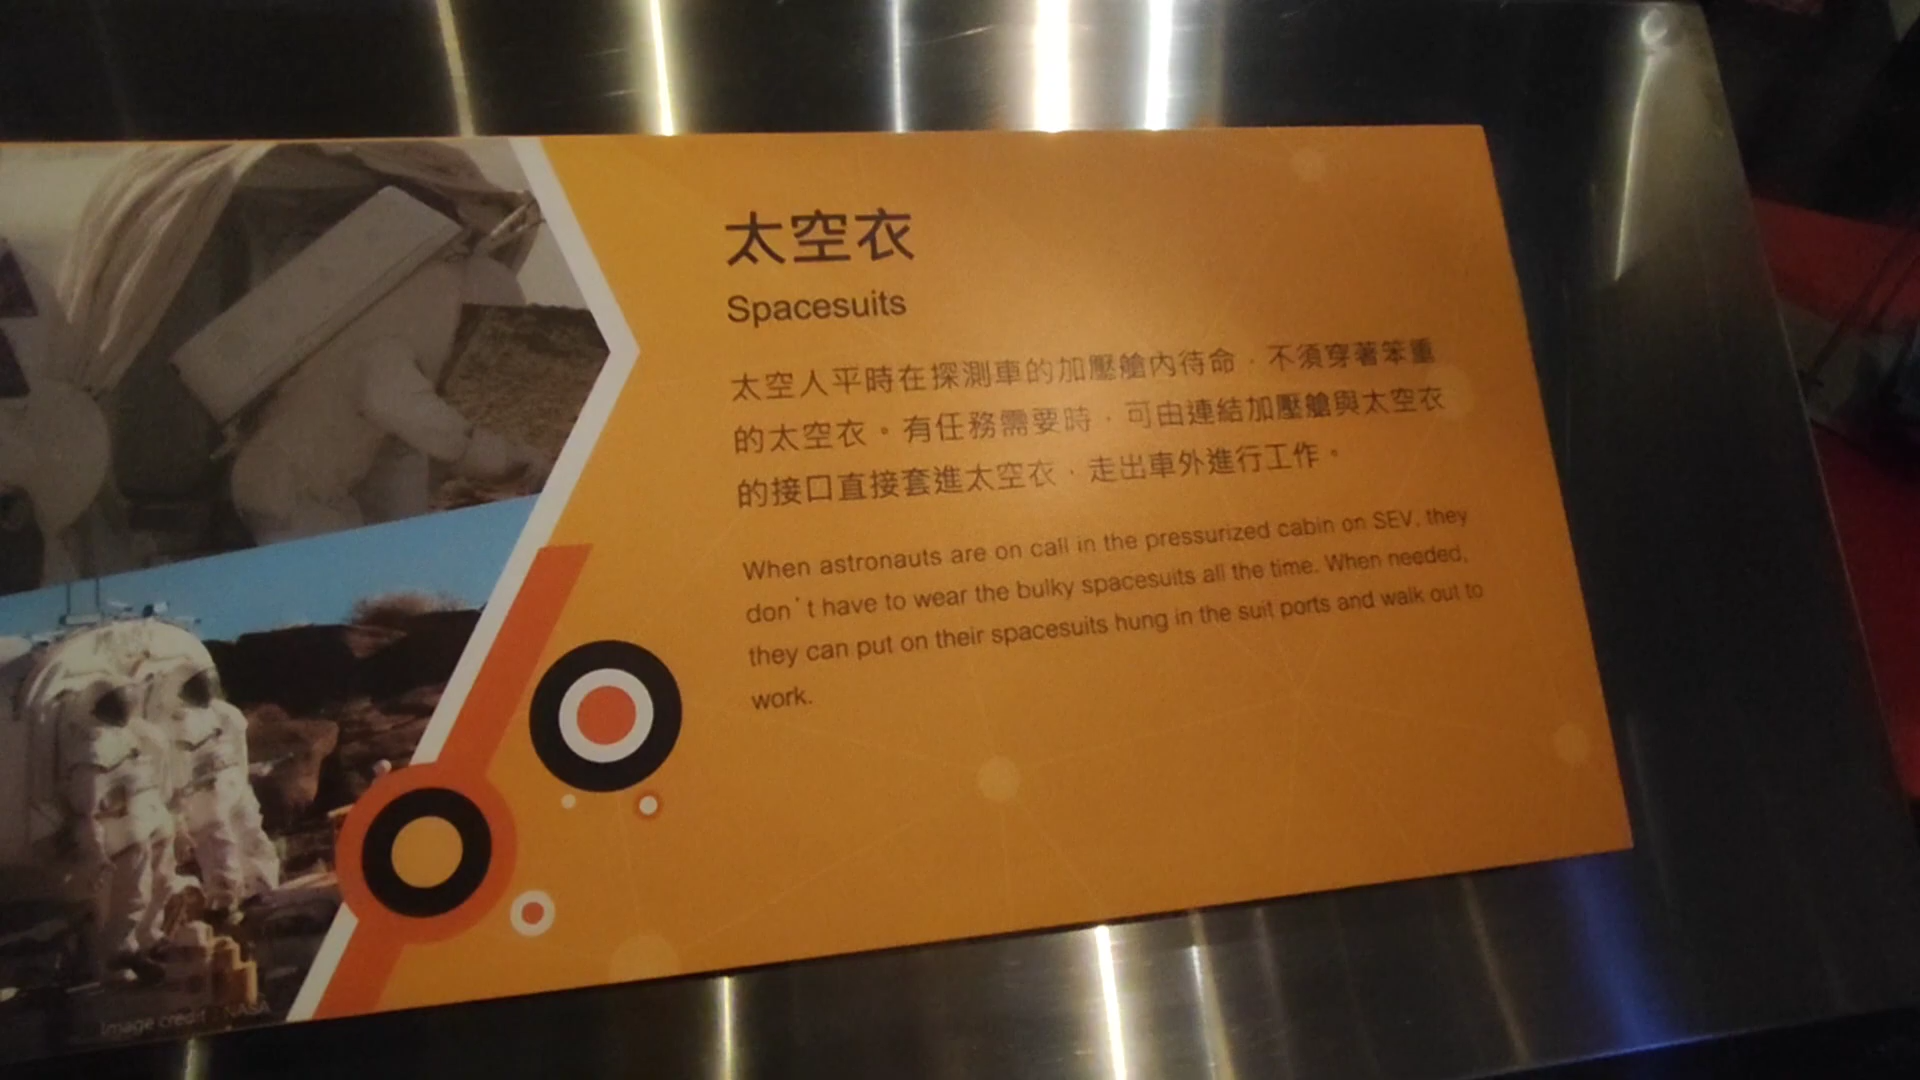 太空衣
Spacesuits
太空人平時在探測車的加壓艙內待命,不須穿著笨重
的太空衣。有任務需要時,可由連結加壓艙與太空衣
的接口直接套進太空衣,走出車外進行工作。
When astronauts are on call in the pressurized cabin on SEV, they
don't have to wear the bulky spacesuits all the time. When needed,
they can put on their spacesuits hung in the suit ports and walk out to
work.
Image credit : NASA